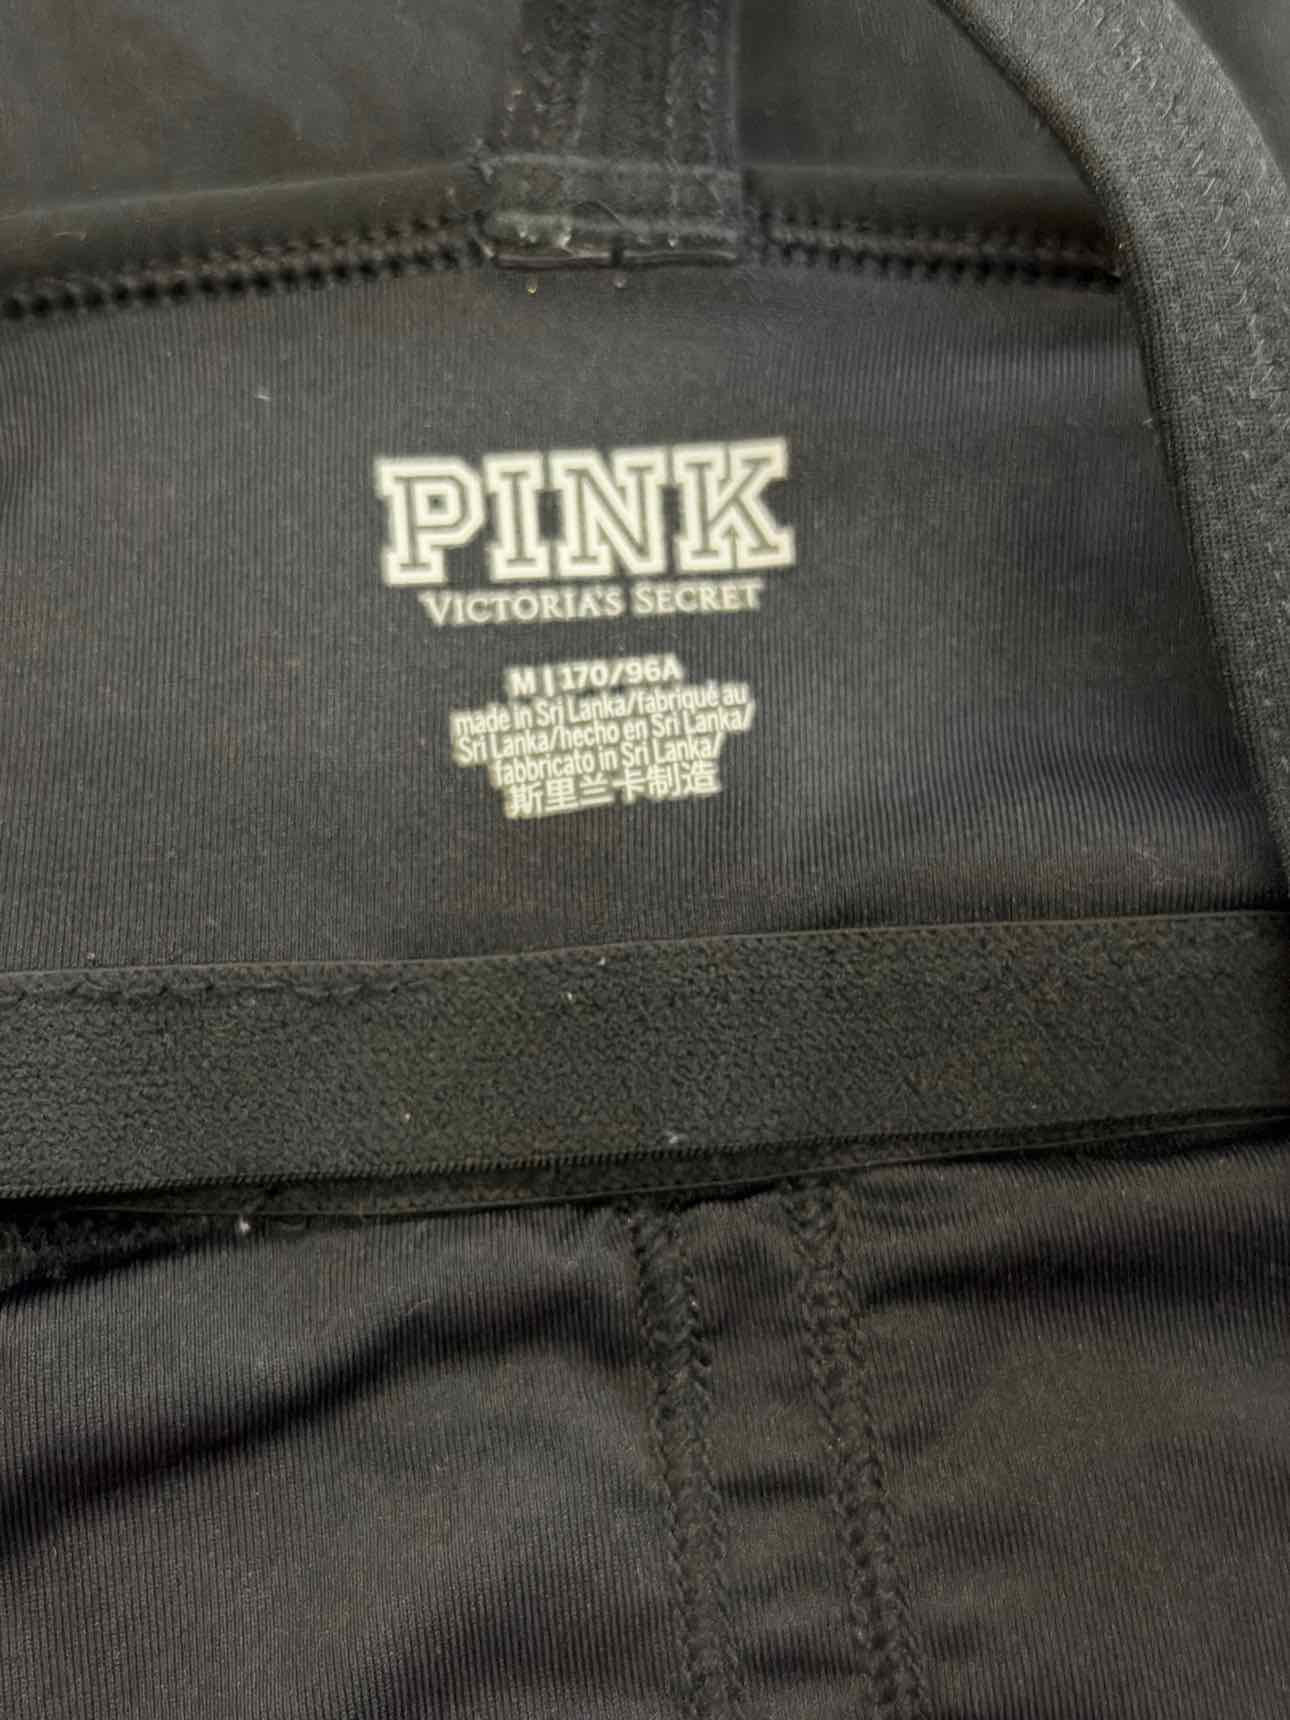 PINK
VICTORIA'S SECRET
M | 170/96A
made in Sri Lanka/fabriqué au
Sri Lanka/hecho en Sri Lanka/
fabbricato in Sri Lanka/
斯里兰卡制造